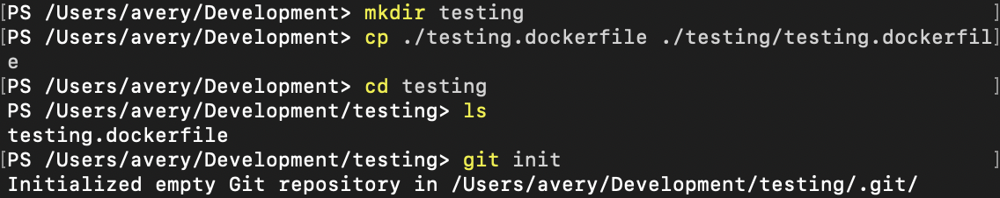 [PS /Users/avery/Development> mkdir testing ]
[PS /Users/avery/Development> cp ./testing.dockerfile ./testing/testing.dockerfil]
e
[PS /Users/avery/Development> cd testing ]
PS /Users/avery/Development/testing> ls
testing.dockerfile
[PS /Users/avery/Development/testing> git init ]
Initialized empty Git repository in /Users/avery/Development/testing/.git/